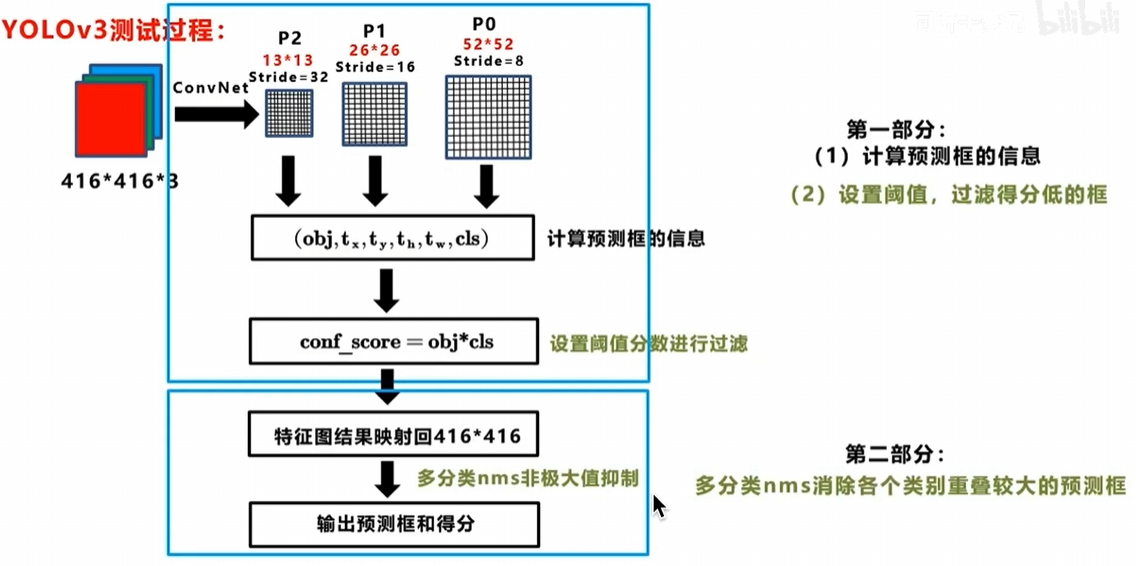 YOLOv3测试过程：
P2
13*13
Stride=32
P1
26*26
Stride=16
P0
52*52
Stride=8
ConvNet
416*416*3
(obj,tx,ty,th,tw,cls)
计算预测框的信息
conf_score = obj*cls
设置阈值分数进行过滤
特征图结果映射回416*416
多分类nms非极大值抑制
输出预测框和得分
第一部分：
（1）计算预测框的信息
（2）设置阈值，过滤得分低的框
第二部分：
多分类nms消除各个类别重叠较大的预测框
bilibili